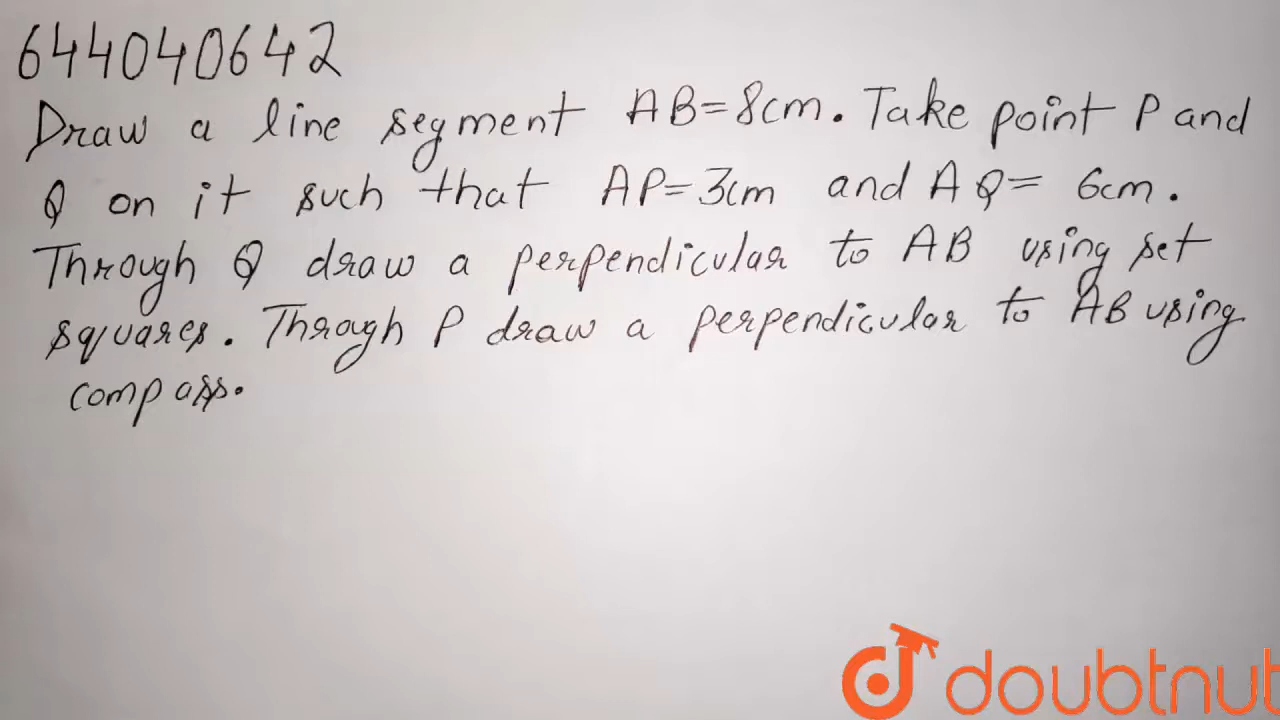 644040642
Draw a line segment AB=8cm. Take point P and
Q on it such that AP=3cm and AQ= 6cm.
Through Q draw a perpendicular to AB using set
squares. Through P draw a perpendicular to AB using
compass.
doubtnut